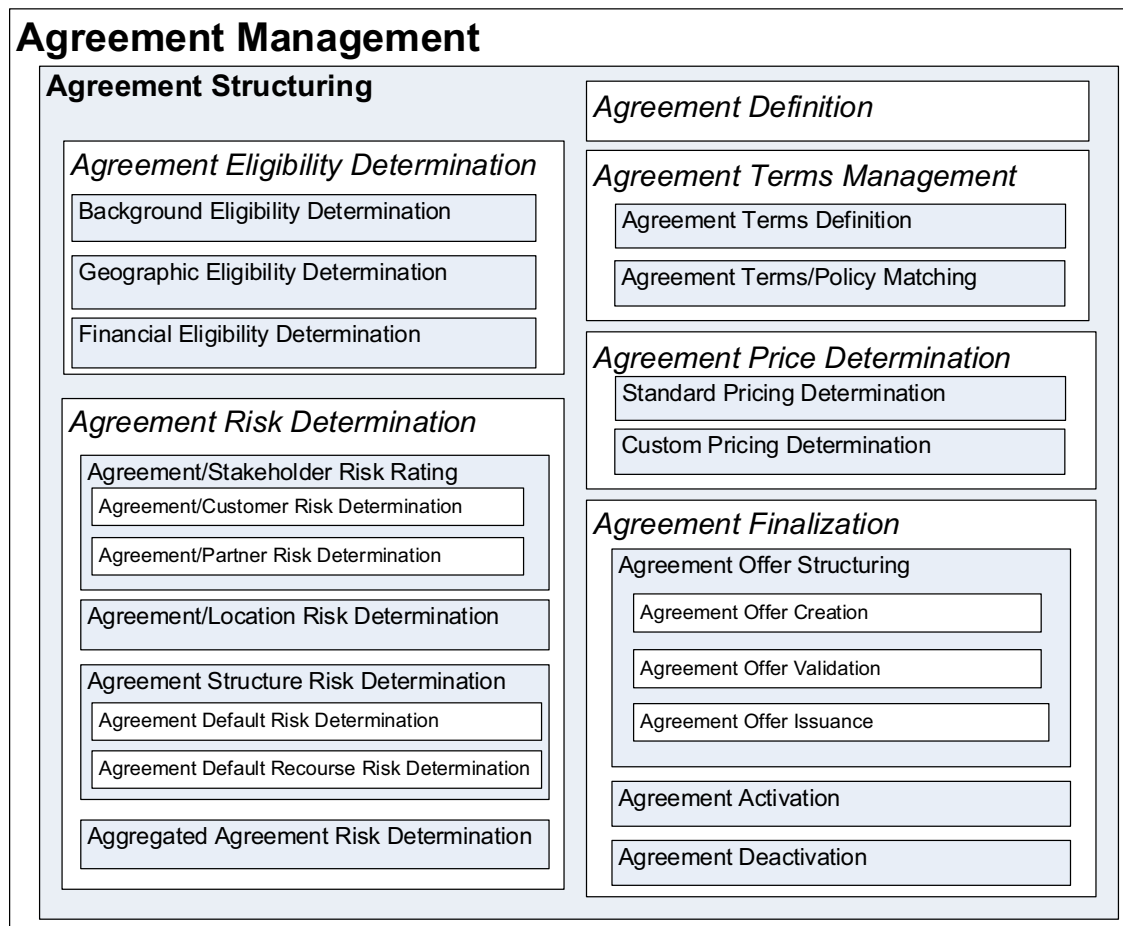 Agreement Management
Agreement Structuring
Agreement Eligibility Determination
Background Eligibility Determination
Geographic Eligibility Determination
Financial Eligibility Determination
Agreement Risk Determination
Agreement/Stakeholder Risk Rating
Agreement/Customer Risk Determination
Agreement/Partner Risk Determination
Agreement/Location Risk Determination
Agreement Structure Risk Determination
Agreement Default Risk Determination
Agreement Default Recourse Risk Determination
Aggregated Agreement Risk Determination
Agreement Definition
Agreement Terms Management
Agreement Terms Definition
Agreement Terms/Policy Matching
Agreement Price Determination
Standard Pricing Determination
Custom Pricing Determination
Agreement Finalization
Agreement Offer Structuring
Agreement Offer Creation
Agreement Offer Validation
Agreement Offer Issuance
Agreement Activation
Agreement Deactivation